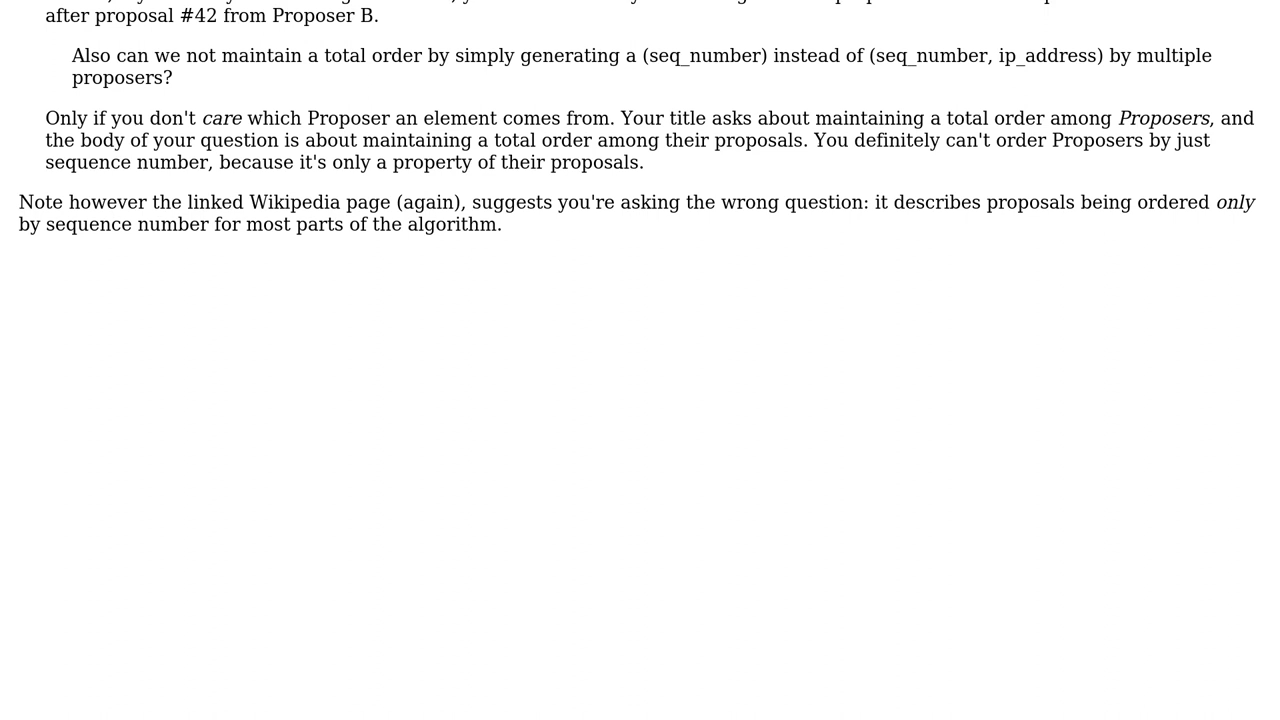 after proposal #42 from Proposer B.
Also can we not maintain a total order by simply generating a (seq_number) instead of (seq_number, ip_address) by multiple
proposers?
Only if you don't care which Proposer an element comes from. Your title asks about maintaining a total order among Proposers, and
the body of your question is about maintaining a total order among their proposals. You definitely can't order Proposers by just
sequence number, because it's only a property of their proposals.
Note however the linked Wikipedia page (again), suggests you're asking the wrong question: it describes proposals being ordered only
by sequence number for most parts of the algorithm.